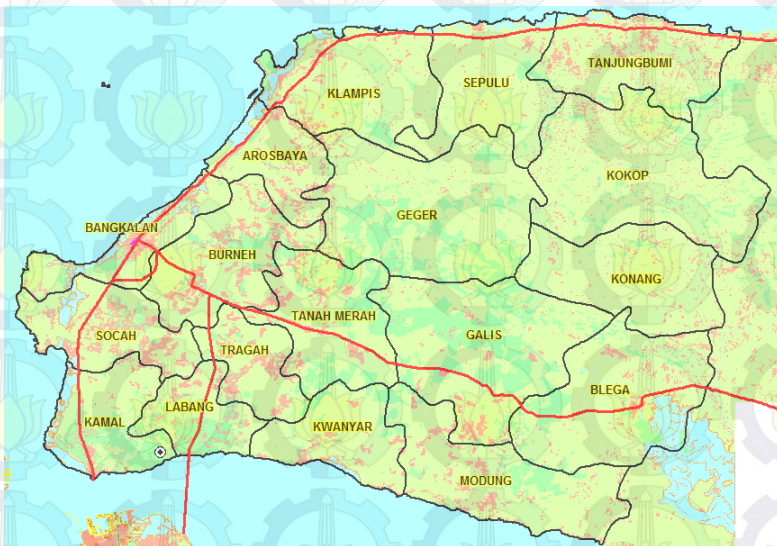 TANJUNGBUMI
SEPULU
KLAMPIS
AROSBAYA
KOKOP
GEGER
BANGKALAN
BURNEH
KONANG
TANAH MERAH
SOCAH
GALIS
TRAGAH
BLEGA
LABANG
KAMAL
KWANYAR
MODUNG